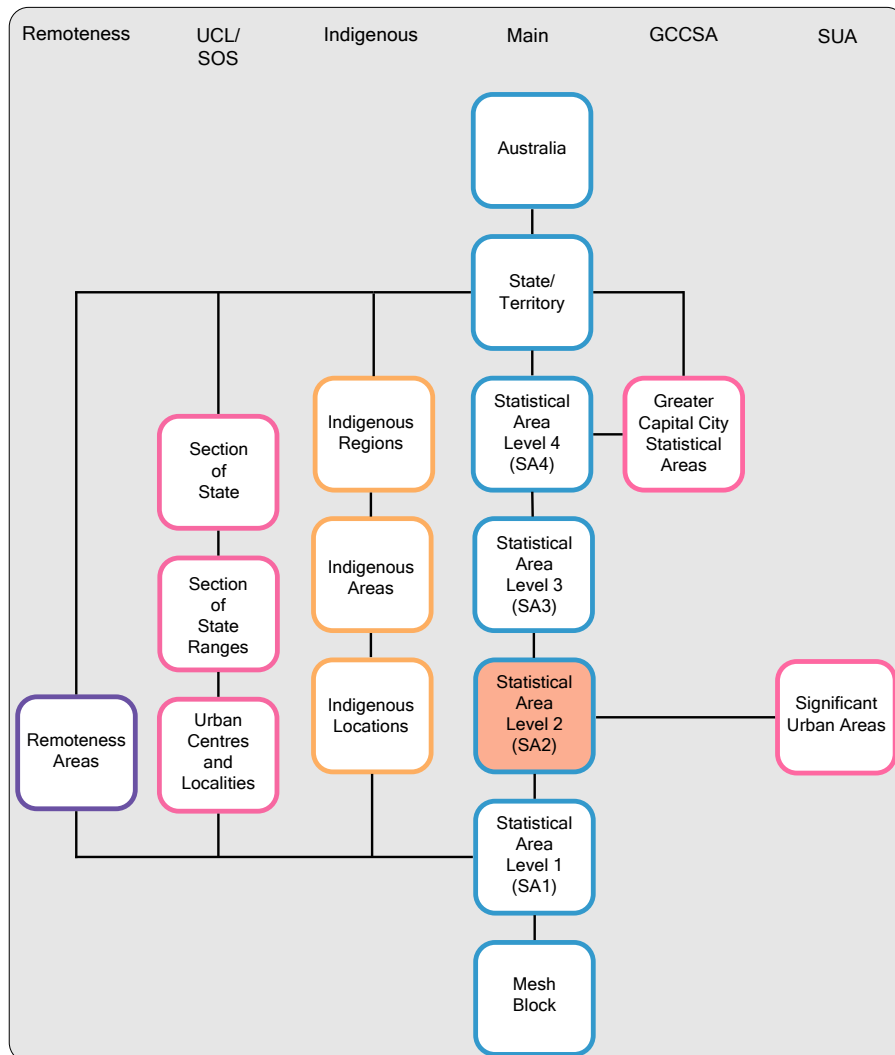 Remoteness
UCL/
SOS
Indigenous
Main
GCCSA
SUA
Australia
State/
Territory
Indigenous
Regions
Statistical
Area
Level 4
(SA4)
Greater
Capital City
Statistical
Areas
Section
of
State
Indigenous
Areas
Statistical
Area
Level 3
(SA3)
Section
of
State
Ranges
Remoteness
Areas
Urban
Centres
and
Localities
Indigenous
Locations
Statistical
Area
Level 2
(SA2)
Significant
Urban Areas
Statistical
Area
Level 1
(SA1)
Mesh
Block